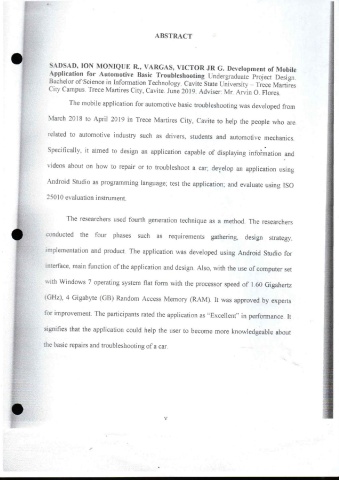 ABSTRACT
SADSAD, ION MONIQUE R., VARGAS, VICTOR JR G. Development of Mobile
Application for Automotive Basic Troubleshooting Undergraduate Project Design.
Bachelor of Science in Information Technology. Cavite State University – Trece Martires
City Campus. Trece Martires City, Cavite. June 2019. Adviser: Mr. Arvin O. Flores.
The mobile application for automotive basic troubleshooting was developed from
March 2018 to April 2019 in Trece Martires City, Cavite to help the people who are
related to automotive industry such as drivers, students and automotive mechanics.
Specifically, it aimed to design an application capable of displaying information and
videos about on how to repair or to troubleshoot a car; develop an application using
Android Studio as programming language; test the application; and evaluate using ISO
25010 evaluation instrument.
The researchers used fourth generation technique as a method. The researchers
conducted the four phases such as requirements gathering, design strategy,
implementation and product. The application was developed using Android Studio for
interface, main function of the application and design. Also, with the use of computer set
with Windows 7 operating system flat form with the processor speed of 1.60 Gigahertz
(GHz), 4 Gigabyte (GB) Random Access Memory (RAM). It was approved by experts
for improvement. The participants rated the application as "Excellent" in performance. It
signifies that the application could help the user to become more knowledgeable about
the basic repairs and troubleshooting of a car.
v